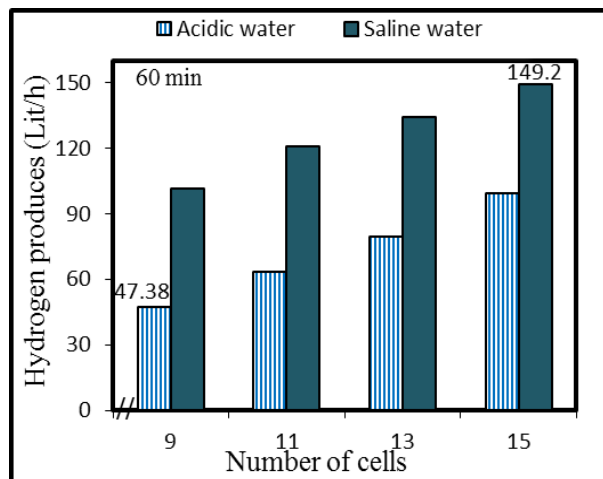 Acidic water Saline water
60 min
149.2
Hydrogen produces (Lit/h)
150
120
90
60
47.38
30
0
//
9 11 13 15
Number of cells